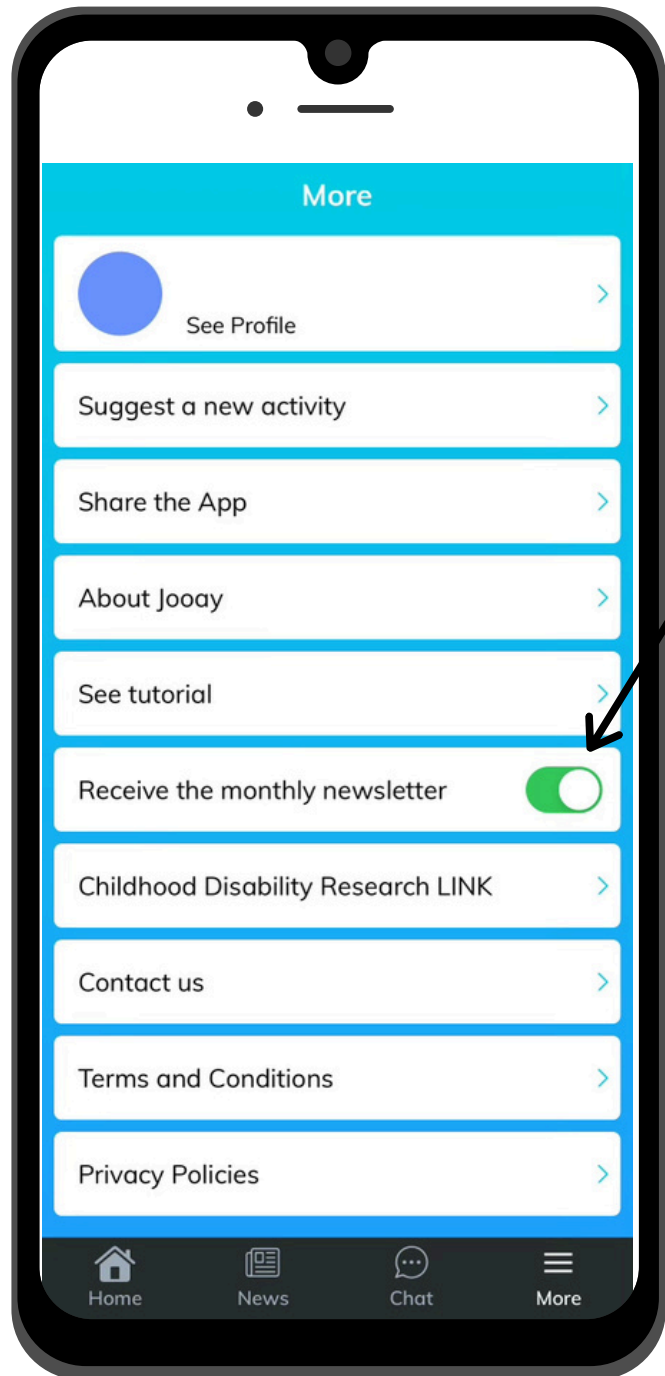 More
See Profile
Suggest a new activity
Share the App
About Jooay
See tutorial
Receive the monthly newsletter
Childhood Disability Research LINK
Contact us
Terms and Conditions
Privacy Policies
Home News Chat More